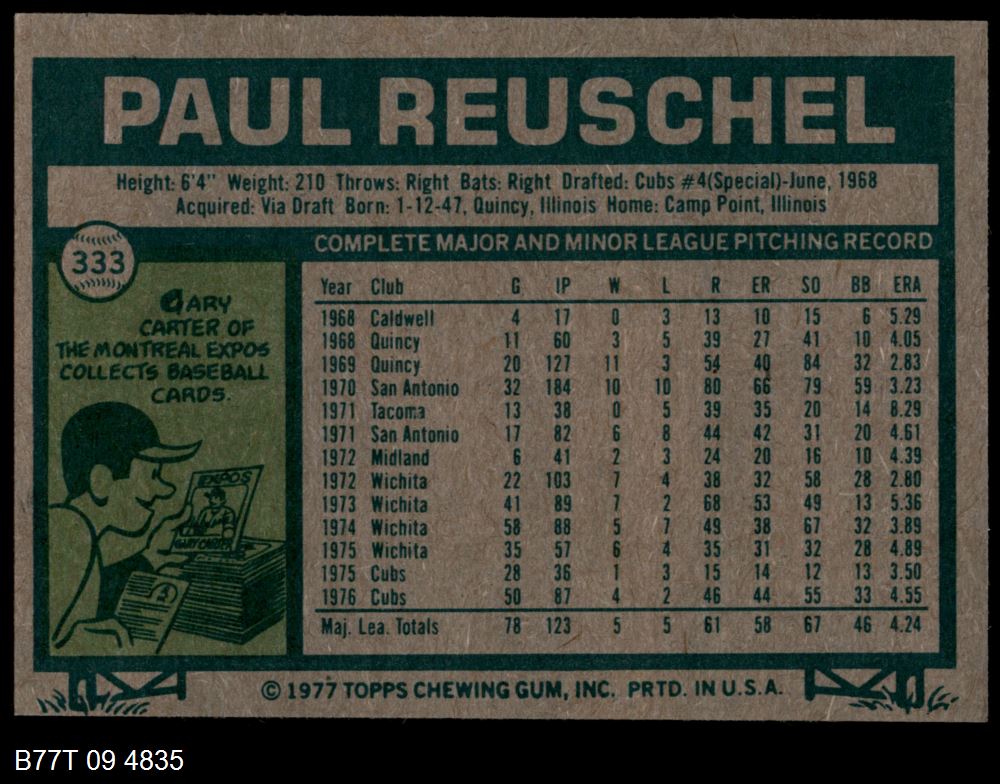 PAUL REUSCHEL
Height: 6'4" Weight: 210 Throws: Right Bats: Right Drafted: Cubs #4(Special)-June, 1968
Acquired: Via Draft Born: 1-12-47, Quincy, Illinois Home: Camp Point, Illinois
333
GARY
CARTER OF
THE MONTREAL EXPOS
COLLECTS BASEBALL
CARDS.
EXPOS
GARY CARTER
COMPLETE MAJOR AND MINOR LEAGUE PITCHING RECORD
Year Club G IP W L R ER SO BB ERA
1968 Caldwell 4 17 0 3 13 10 15 6 5.29
1968 Quincy 11 60 3 5 39 27 41 10 4.05
1969 Quincy 20 127 11 3 54 40 84 32 2.83
1970 San Antonio 32 184 10 10 80 66 79 59 3.23
1971 Tacoma 13 38 0 5 39 35 20 14 8.29
1971 San Antonio 17 82 6 8 44 42 31 20 4.61
1972 Midland 6 41 2 3 24 20 16 10 4.39
1972 Wichita 22 103 7 4 38 32 58 28 2.80
1973 Wichita 41 89 7 2 68 53 49 13 5.36
1974 Wichita 58 88 5 7 49 38 67 32 3.89
1975 Wichita 35 57 6 4 35 31 32 28 4.89
1975 Cubs 28 36 1 3 15 14 12 13 3.50
1976 Cubs 50 87 4 2 46 44 55 33 4.55
Maj. Lea. Totals 78 123 5 5 61 58 67 46 4.24
© 1977 TOPPS CHEWING GUM, INC. PRTD. IN U.S.A.
B77T 09 4835